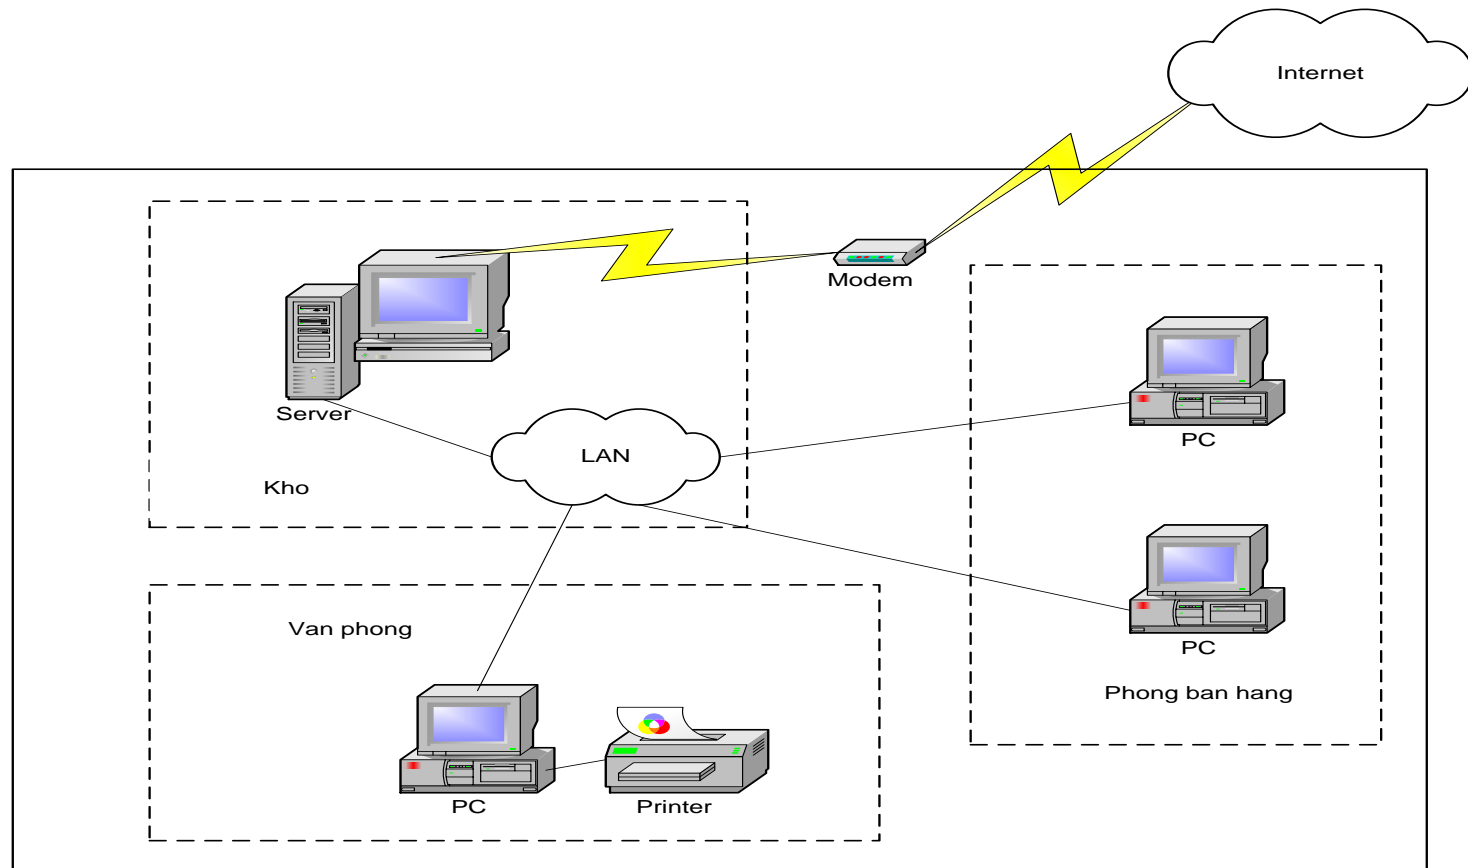 Internet
Modem
Server
LAN
PC
Kho
Van phong
PC
Phong ban hang
PC
Printer